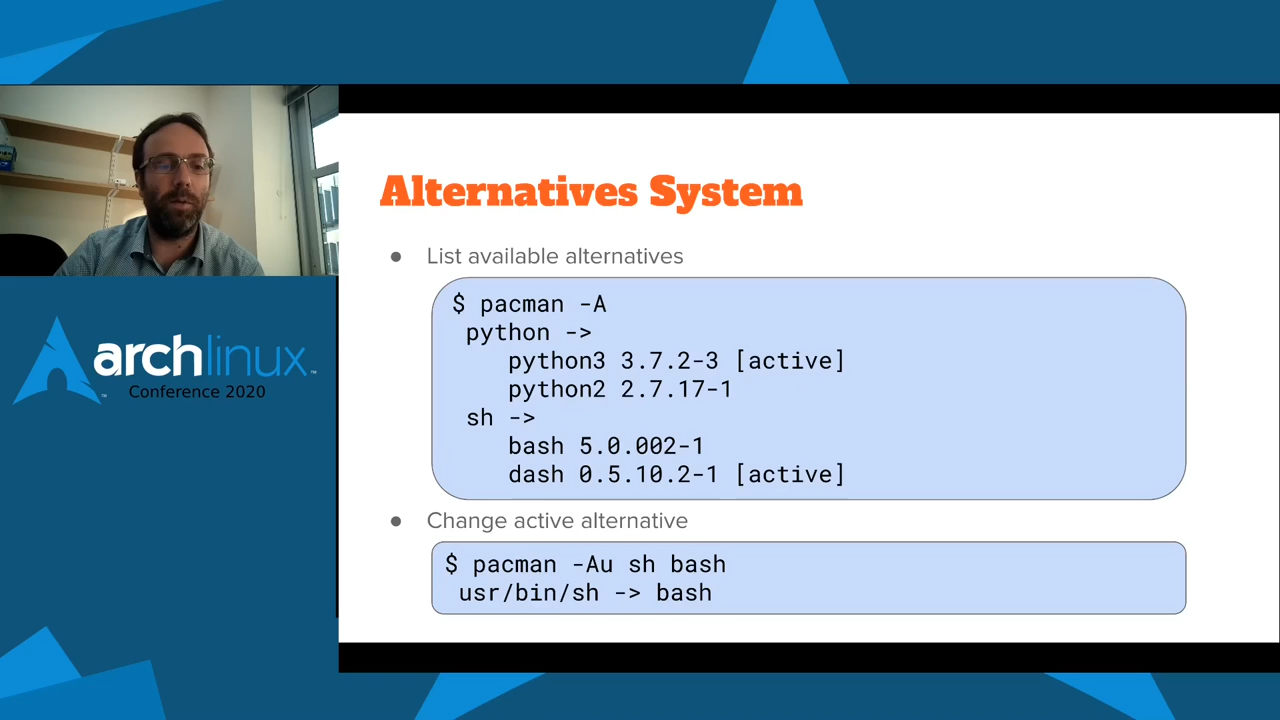 Alternatives System
● List available alternatives
$ pacman -A
python ->
python3 3.7.2-3 [active]
python2 2.7.17-1
sh ->
bash 5.0.002-1
dash 0.5.10.2-1 [active]
● Change active alternative
$ pacman -Au sh bash
usr/bin/sh -> bash
archlinux™
Conference 2020